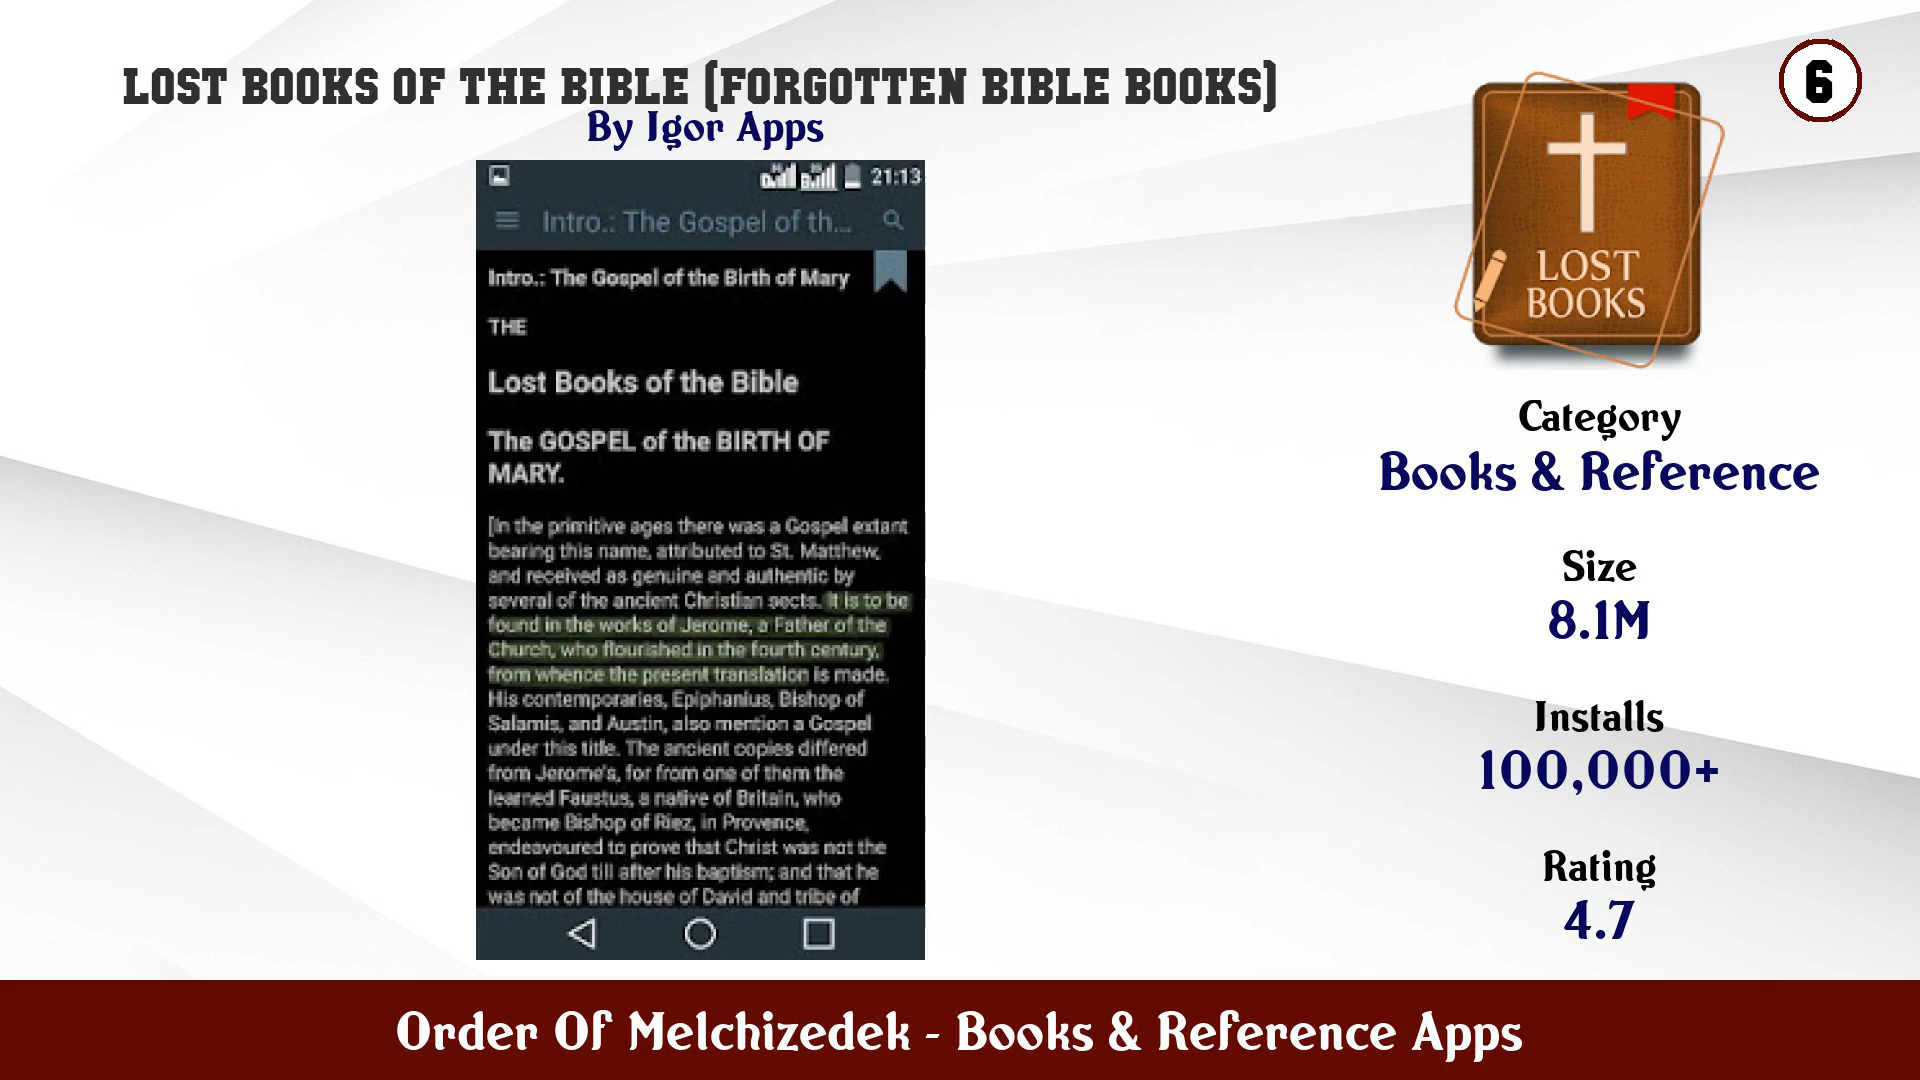 LOST BOOKS OF THE BIBLE (FORGOTTEN BIBLE BOOKS)
By Igor Apps
6
21:13
Intro.: The Gospel of th...
Intro.: The Gospel of the Birth of Mary
THE
Lost Books of the Bible
The GOSPEL of the BIRTH OF
MARY.
[In the primitive ages there was a Gospel extant
bearing this name, attributed to St. Matthew,
and received as genuine and authentic by
several of the ancient Christian sects. It is to be
found in the works of Jerome, a Father of the
Church, who flourished in the fourth century,
from whence the present translation is made.
His contemporaries, Epiphanius, Bishop of
Salamis, and Austin, also mention a Gospel
under this title. The ancient copies differed
from Jerome's, for from one of them the
learned Faustus, a native of Britain, who
became Bishop of Riez, in Provence,
endeavoured to prove that Christ was not the
Son of God till after his baptism; and that he
was not of the house of David and tribe of
LOST
BOOKS
Category
Books & Reference
Size
8.1M
Installs
100,000+
Rating
4.7
Order Of Melchizedek - Books & Reference Apps